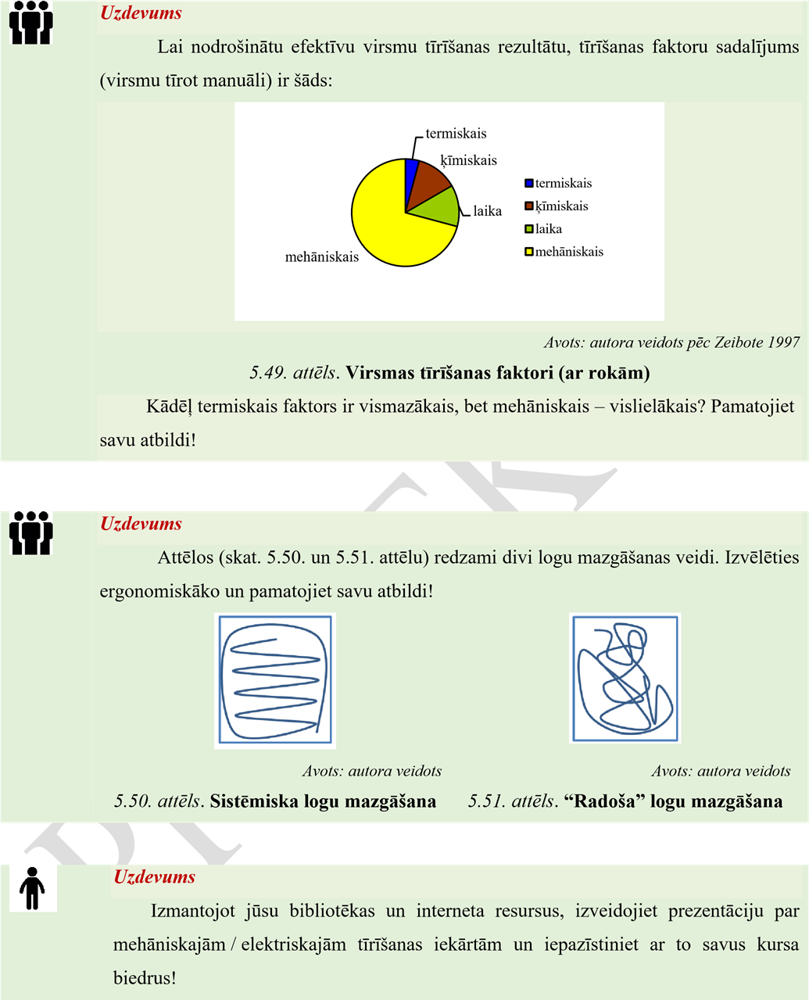 Uzdevums
Lai nodrošinātu efektīvu virsmu tīrīšanas rezultātu, tīrīšanas faktoru sadalījums
(virsmu tīrot manuāli) ir šāds:
termiskais
ķīmiskais
laika
mehāniskais
termiskais
ķīmiskais
laika
mehāniskais
Avots: autora veidots pēc Zeibote 1997
5.49. attēls. Virsmas tīrīšanas faktori (ar rokām)
Kādēļ termiskais faktors ir vismazākais, bet mehāniskais – vislielākais? Pamatojiet
savu atbildi!
Uzdevums
Attēlos (skat. 5.50. un 5.51. attēlu) redzami divi logu mazgāšanas veidi. Izvēlēties
ergonomiskāko un pamatojiet savu atbildi!
Avots: autora veidots
Avots: autora veidots
5.50. attēls. Sistēmiska logu mazgāšana
5.51. attēls. “Radoša” logu mazgāšana
Uzdevums
Izmantojot jūsu bibliotēkas un interneta resursus, izveidojiet prezentāciju par
mehāniskajām / elektriskajām tīrīšanas iekārtām un iepazīstiniet ar to savus kursa
biedrus!